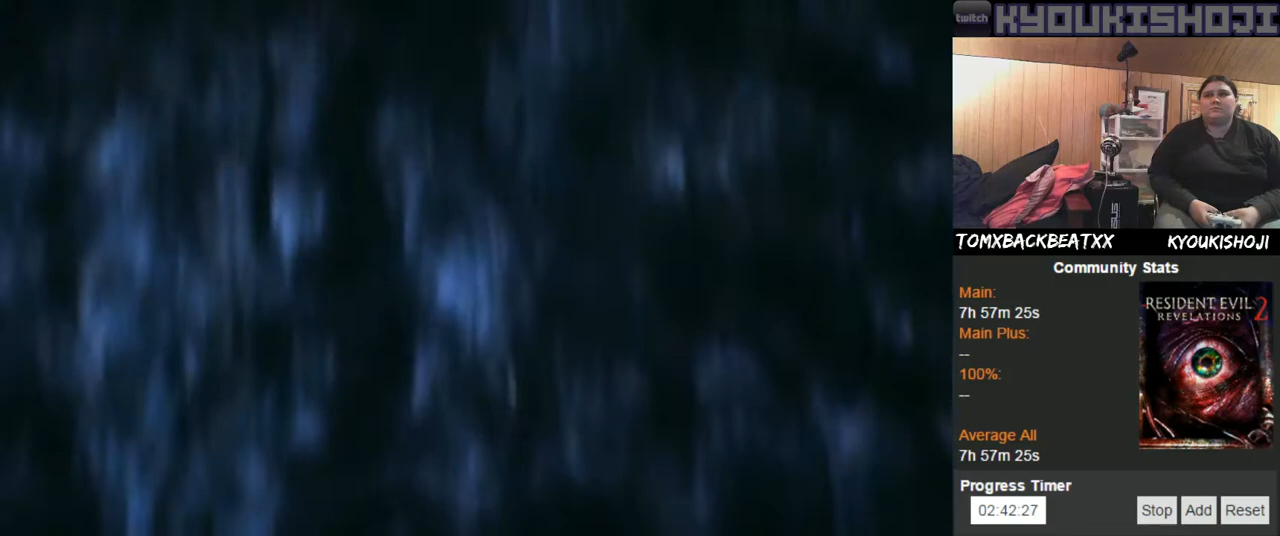 twitch KYOUKISHOJI
TOMXBACKBEATXX KYOUKISHOJI
Community Stats
Main:
7h 57m 25s
Main Plus:
--
100%:
--
Average All
7h 57m 25s
RESIDENT EVIL
REVELATIONS 2
Progress Timer
02:42:27 Stop Add Reset